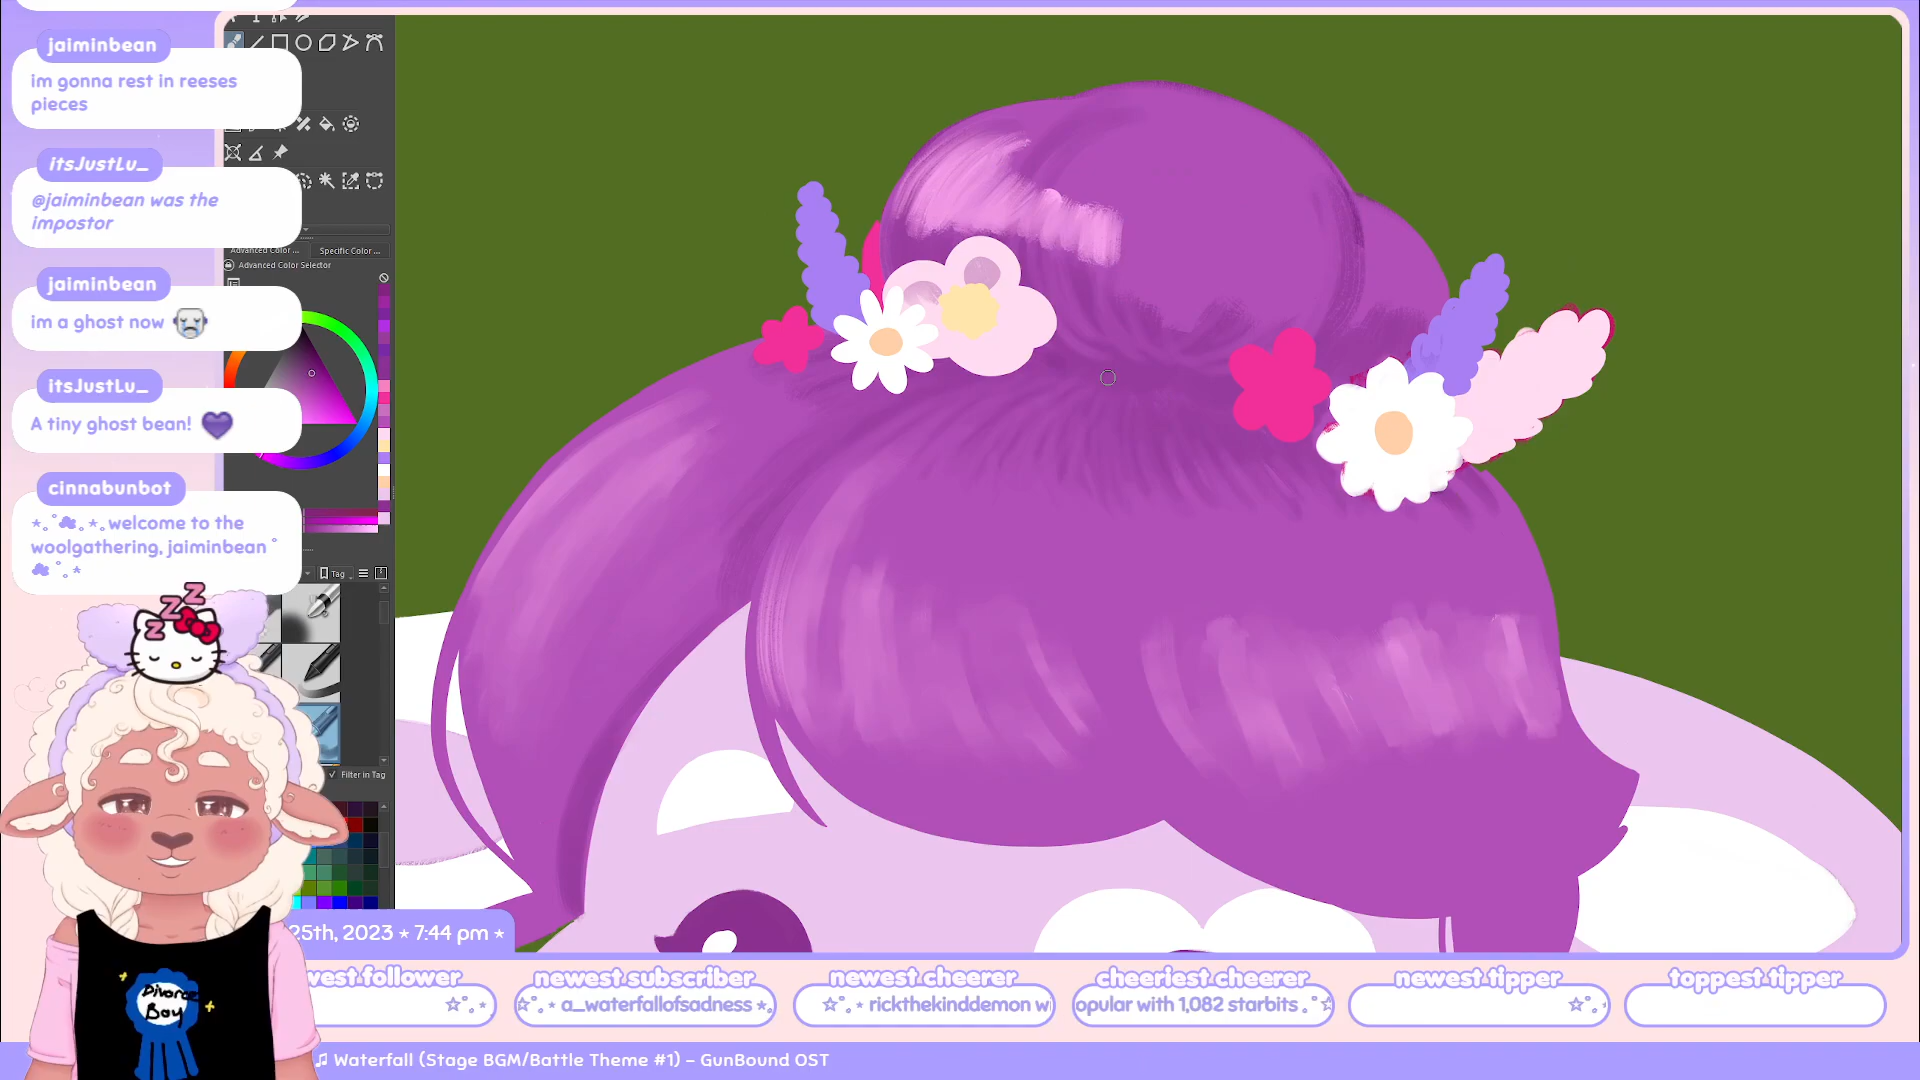 jaiminbean
im gonna rest in reeses
pieces
itsJustLu_
@jaiminbean was the
impostor
jaiminbean
im a ghost now
itsJustLu_
A tiny ghost bean!
cinnabunbot
welcome to the
woolgathering, jaiminbean
Advanced Color ...
Specific Color ...
Advanced Color Selector
Tag
Filter in Tag
z z z
Divorce
Boy
25th, 2023 ⋆ 7:44 pm ⋆
west follower
newest subscriber
newest cheerer
cheeriest cheerer
newest tipper
toppest tipper
a_waterfallofsadness
rickthekinddemon w
opular with 1,082 starbits
♫ Waterfall (Stage BGM/Battle Theme #1) - GunBound OST